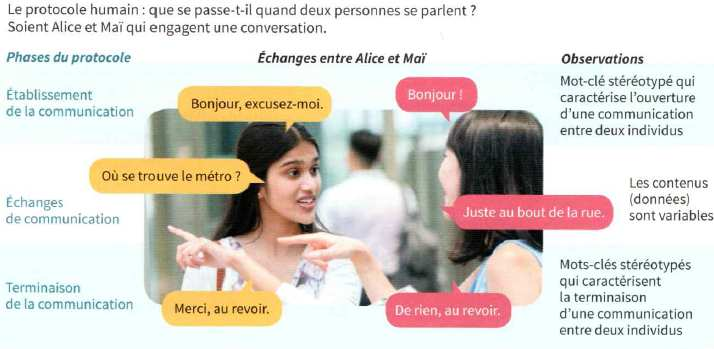 Le protocole humain : que se passe-t-il quand deux personnes se parlent ?
Soient Alice et Maï qui engagent une conversation.
Phases du protocole
Échanges entre Alice et Maï
Observations
Établissement
de la communication
Bonjour, excusez-moi.
Bonjour !
Mot-clé stéréotypé qui
caractérise l'ouverture
d'une communication
entre deux individus
Échanges
de communication
Où se trouve le métro ?
Juste au bout de la rue.
Les contenus
(données)
sont variables
Terminaison
de la communication
Merci, au revoir.
De rien, au revoir.
Mots-clés stéréotypés
qui caractérisent
la terminaison
d'une communication
entre deux individus